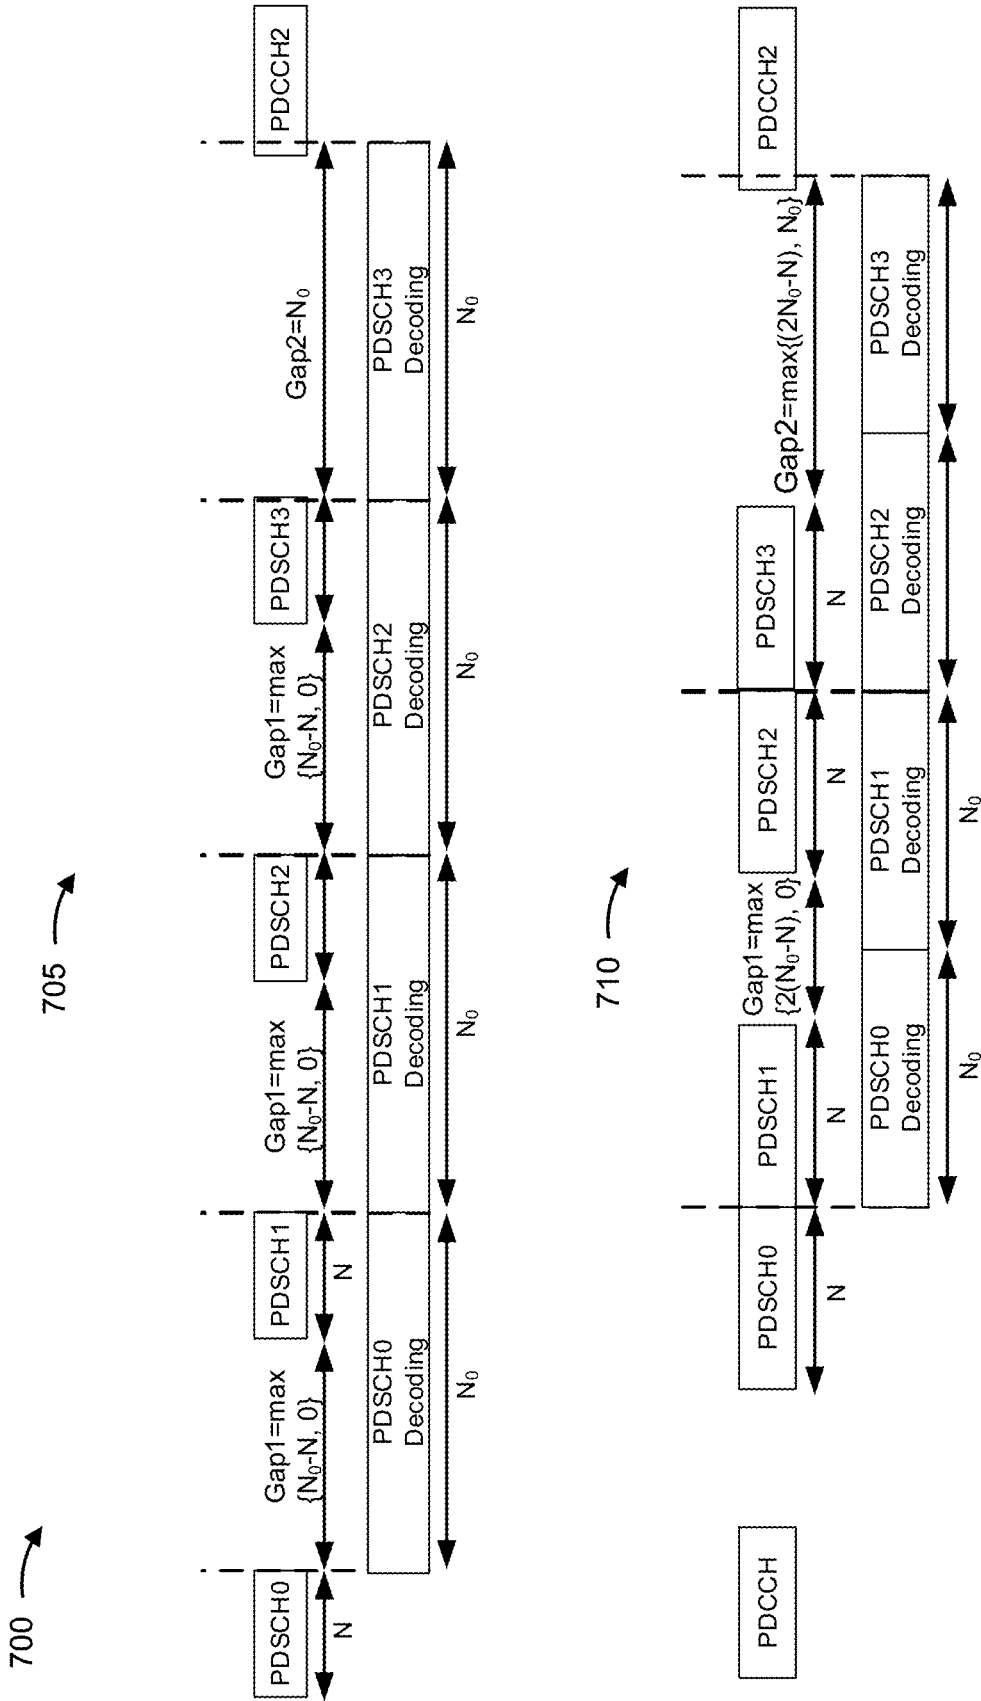 700
705
PDSCH0
PDSCH1
PDSCH2
PDSCH3
PDCCH2
N
Gap1=max
{N₀-N, 0}
N
Gap1=max
{N₀-N, 0}
Gap1=max
{N₀-N, 0}
Gap2=N₀
PDSCH0
Decoding
PDSCH1
Decoding
PDSCH2
Decoding
PDSCH3
Decoding
N₀
N₀
N₀
N₀
710
PDCCH
PDSCH0
PDSCH1
PDSCH2
PDSCH3
PDCCH2
N
N
Gap1=max
{2(N₀-N), 0}
N
N
Gap2=max{(2N₀-N), N₀}
PDSCH0
Decoding
PDSCH1
Decoding
PDSCH2
Decoding
PDSCH3
Decoding
N₀
N₀